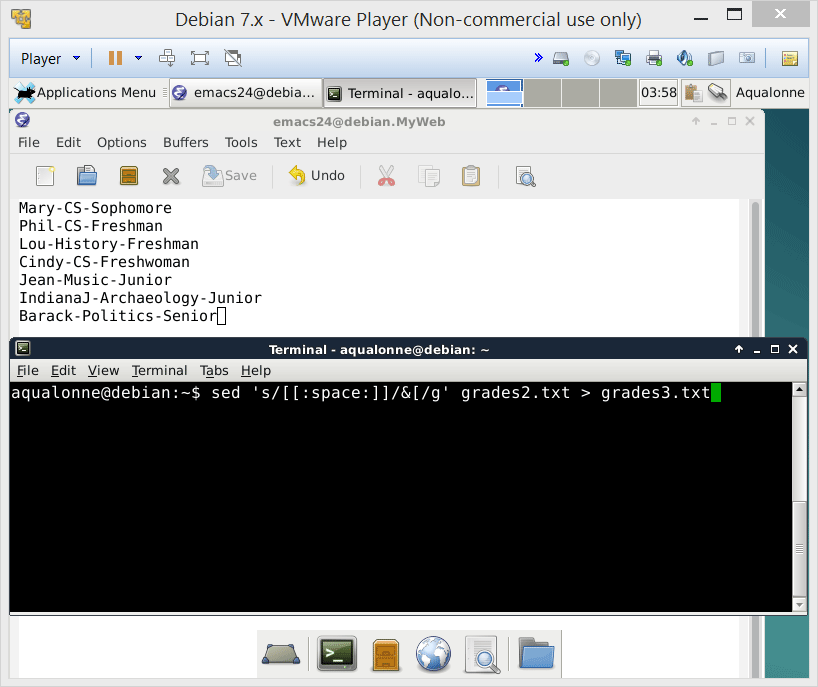 Debian 7.x - VMware Player (Non-commercial use only)
Player
Applications Menu
emacs24@debia...
Terminal - aqualo...
03:58
Aqualonne
emacs24@debian.MyWeb
File Edit Options Buffers Tools Text Help
Save Undo
Mary-CS-Sophomore
Phil-CS-Freshman
Lou-History-Freshman
Cindy-CS-Freshwoman
Jean-Music-Junior
IndianaJ-Archaeology-Junior
Barack-Politics-Senior
Terminal - aqualonne@debian: ~
File Edit View Terminal Tabs Help
aqualonne@debian:~$ sed 's/[[:space:]]/&[/g' grades2.txt > grades3.txt